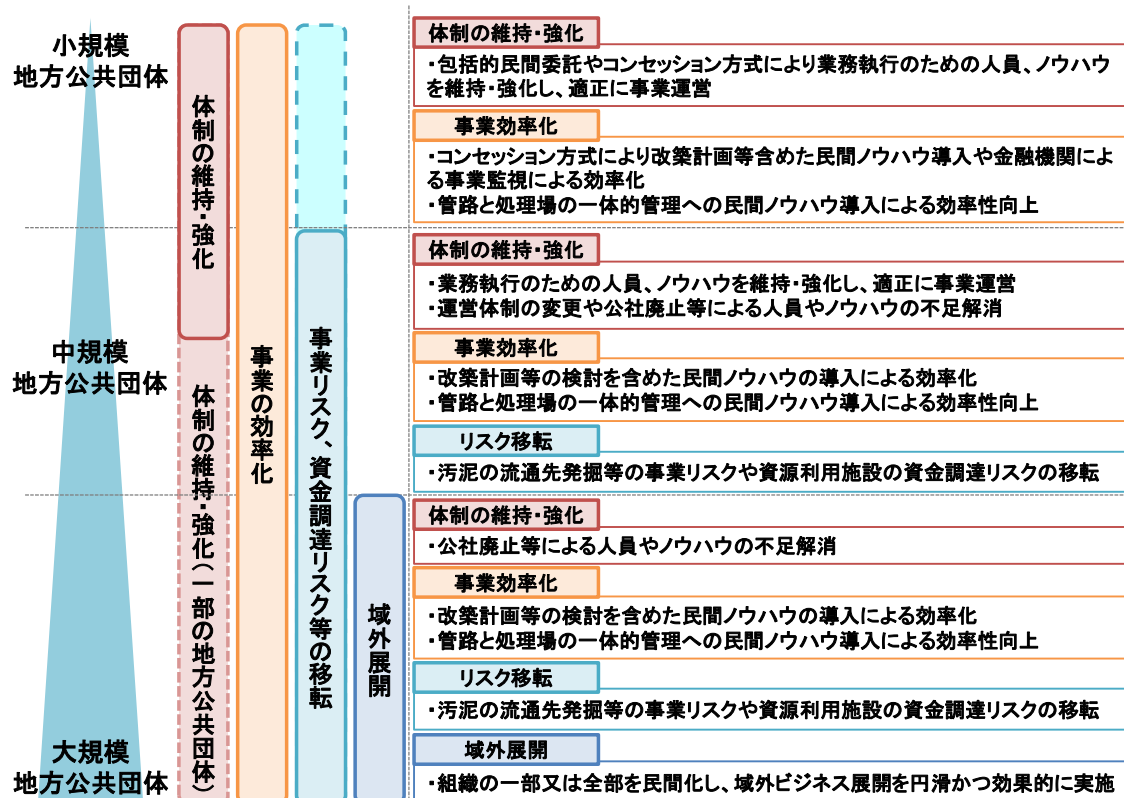 小規模
地方公共団体
中規模
地方公共団体
大規模
地方公共団体
体制の維持・強化
体制の維持・強化(一部の地方公共団体)
事業の効率化
事業リスク、資金調達リスク等の移転
域外展開
体制の維持・強化
・包括的民間委託やコンセッション方式により業務執行のための人員、ノウハウ
を維持・強化し、適正に事業運営
事業効率化
・コンセッション方式により改築計画等含めた民間ノウハウ導入や金融機関によ
る事業監視による効率化
・管路と処理場の一体的管理への民間ノウハウ導入による効率性向上
体制の維持・強化
・業務執行のための人員、ノウハウを維持・強化し、適正に事業運営
・運営体制の変更や公社廃止等による人員やノウハウの不足解消
事業効率化
・改築計画等の検討を含めた民間ノウハウの導入による効率化
・管路と処理場の一体的管理への民間ノウハウ導入による効率性向上
リスク移転
・汚泥の流通先発掘等の事業リスクや資源利用施設の資金調達リスクの移転
体制の維持・強化
・公社廃止等による人員やノウハウの不足解消
事業効率化
・改築計画等の検討を含めた民間ノウハウの導入による効率化
・管路と処理場の一体的管理への民間ノウハウ導入による効率性向上
リスク移転
・汚泥の流通先発掘等の事業リスクや資源利用施設の資金調達リスクの移転
域外展開
・組織の一部又は全部を民間化し、域外ビジネス展開を円滑かつ効果的に実施